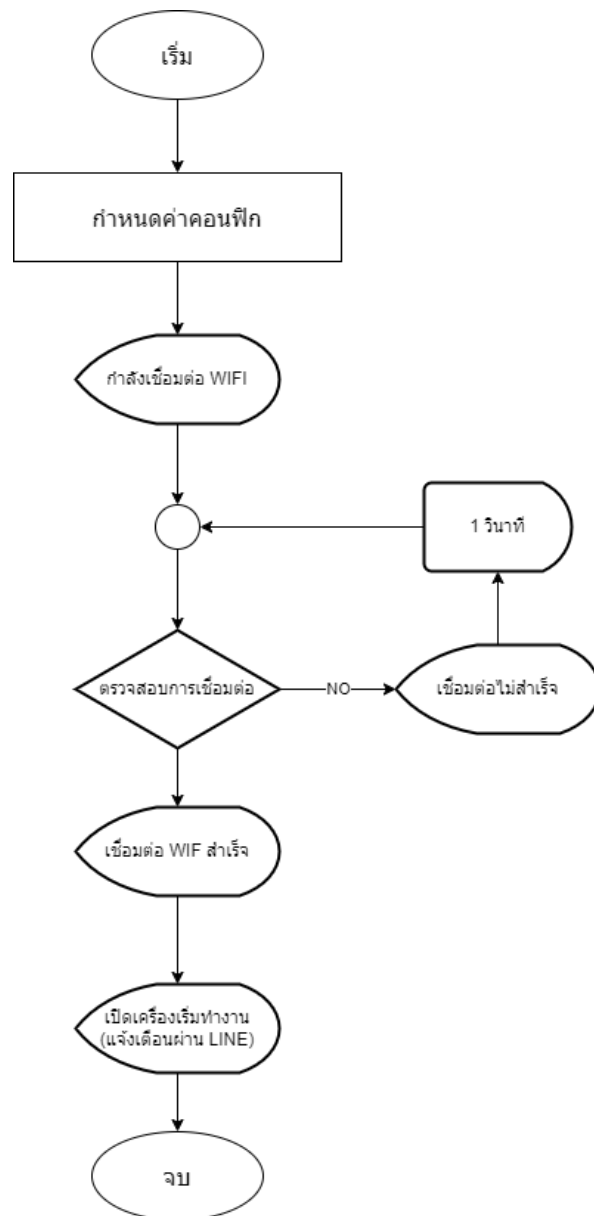 เริ่ม
กำหนดค่าคอนฟิก
กำลังเชื่อมต่อ WIFI
1 วินาที
ตรวจสอบการเชื่อมต่อ
NO
เชื่อมต่อไม่สำเร็จ
เชื่อมต่อ WIF สำเร็จ
เปิดเครื่องเริ่มทำงาน
(แจ้งเตือนผ่าน LINE)
จบ